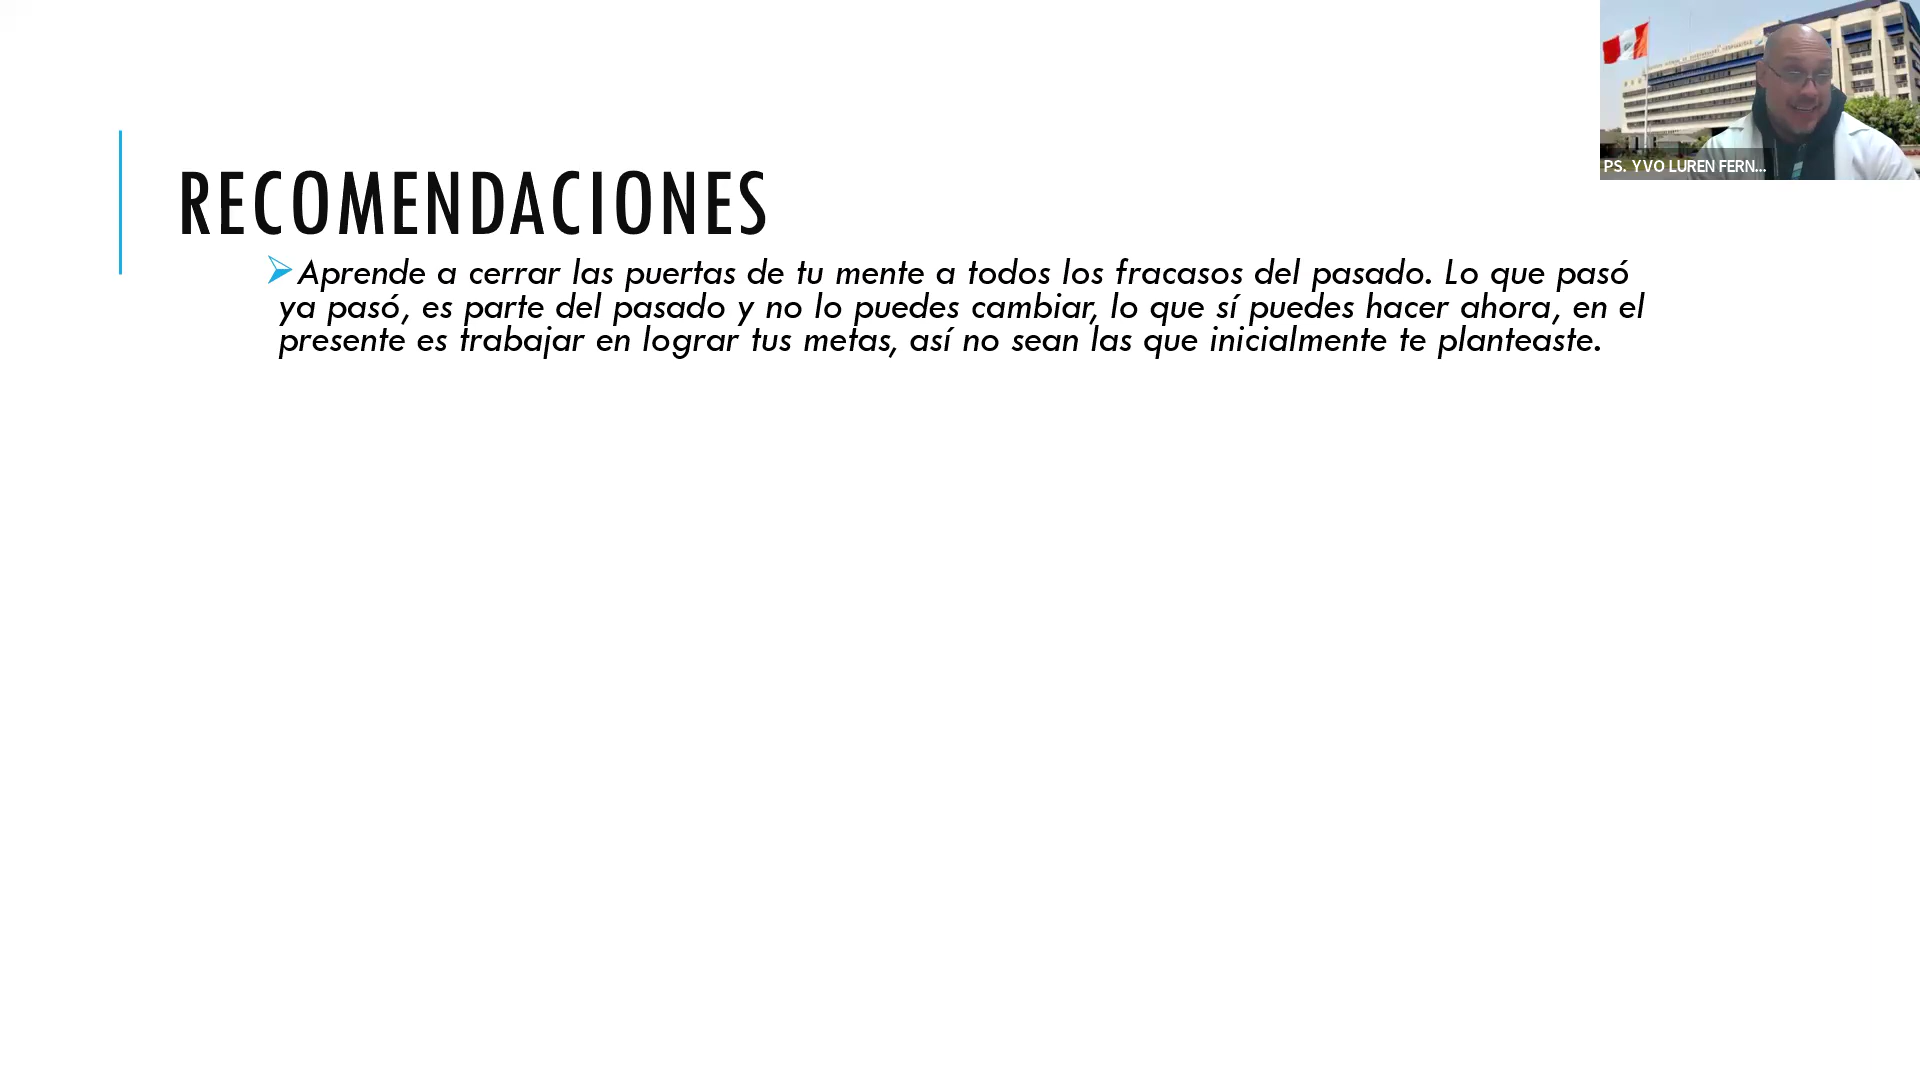 PS. YVO LUREN FERN...
RECOMENDACIONES
Aprende a cerrar las puertas de tu mente a todos los fracasos del pasado. Lo que pasó
ya pasó, es parte del pasado y no lo puedes cambiar, lo que sí puedes hacer ahora, en el
presente es trabajar en lograr tus metas, así no sean las que inicialmente te planteaste.